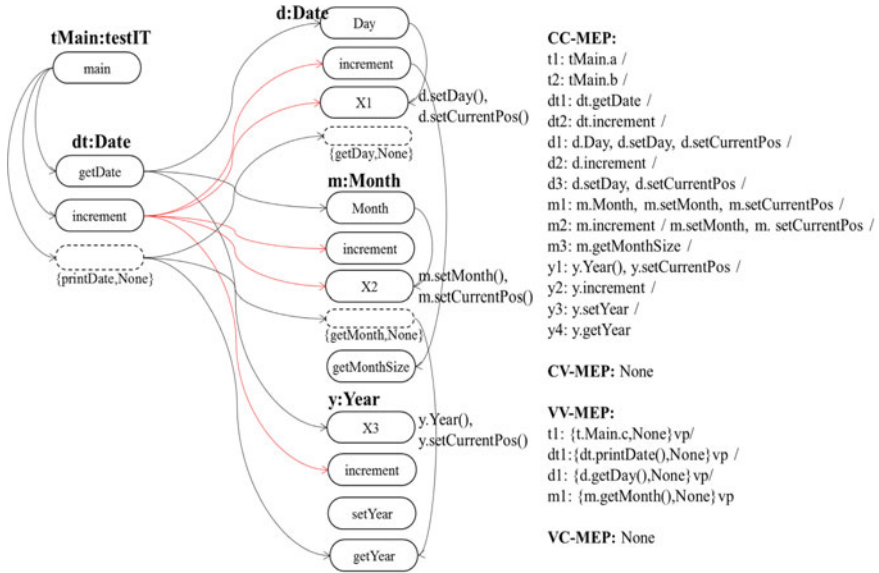 tMain:testIT
main
dt:Date
getDate
increment
{printDate,None}
d:Date
Day
increment
X1
d.setDay(),
d.setCurrentPos()
{getDay,None}
m:Month
Month
increment
X2
m.setMonth(),
m.setCurrentPos()
{getMonth,None}
getMonthSize
y:Year
X3
y.Year(),
y.setCurrentPos()
increment
setYear
getYear
CC-MEP:
t1: tMain.a /
t2: tMain.b /
dt1: dt.getDate /
dt2: dt.increment /
d1: d.Day, d.setDay, d.setCurrentPos /
d2: d.increment /
d3: d.setDay, d.setCurrentPos /
m1: m.Month, m.setMonth, m.setCurrentPos /
m2: m.increment / m.setMonth, m. setCurrentPos /
m3: m.getMonthSize /
y1: y.Year(), y.setCurrentPos /
y2: y.increment /
y3: y.setYear /
y4: y.getYear
CV-MEP: None
VV-MEP:
t1: {t.Main.c,None}vp/
dt1:{dt.printDate(),None}vp /
d1: {d.getDay(),None}vp/
m1: {m.getMonth(),None}vp
VC-MEP: None